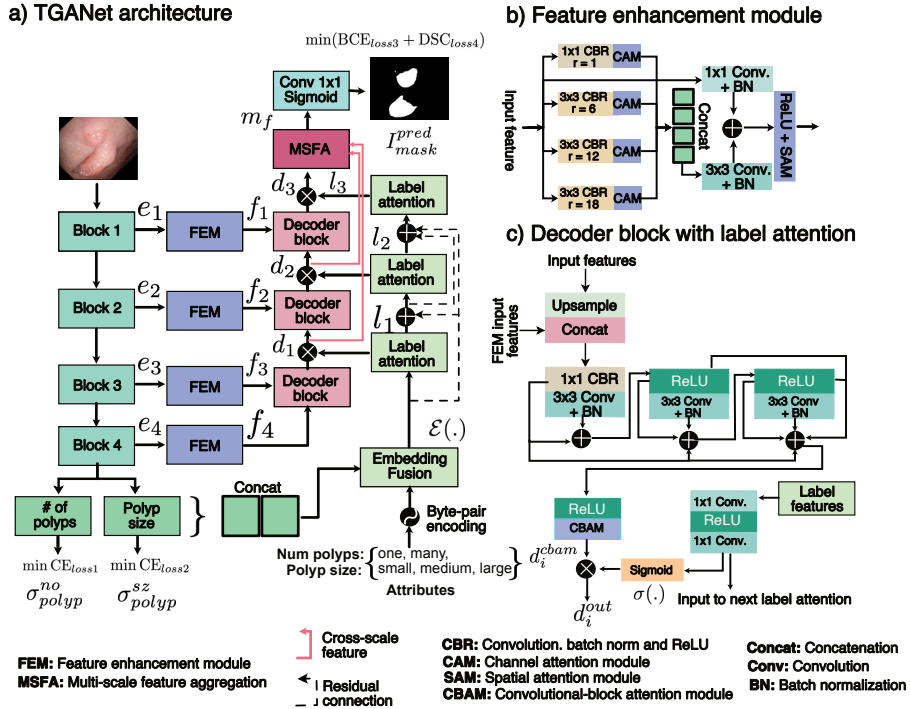 a) TGANet architecture
min(BCE_loss3 + DSC_loss4)
Conv 1x1
Sigmoid
m_f
I_mask^pred
MSFA
d_3
l_3
Label
attention
Block 1
e_1
FEM
f_1
Decoder
block
l_2
d_2
Label
attention
Block 2
e_2
FEM
f_2
Decoder
block
l_1
d_1
Label
attention
Block 3
e_3
FEM
f_3
Decoder
block
Block 4
e_4
FEM
f_4
ℰ(.)
Embedding
Fusion
Concat
# of
polyps
Polyp
size
}
Byte-pair
encoding
min CE_loss1
min CE_loss2
σ_polyp^no
σ_polyp^sz
Num polyps: { one, many,
Polyp size: small, medium, large }
Attributes
b) Feature enhancement module
Input feature
1x1 CBR
r = 1
CAM
3x3 CBR
r = 6
CAM
3x3 CBR
r = 12
CAM
3x3 CBR
r = 18
CAM
Concat
1x1 Conv.
+ BN
3x3 Conv.
+ BN
ReLU + SAM
c) Decoder block with label attention
Input features
Upsample
Concat
FEM input
features
1x1 CBR
3x3 Conv
+ BN
ReLU
3x3 Conv
+ BN
ReLU
3x3 Conv
+ BN
ReLU
CBAM
1x1 Conv.
ReLU
1x1 Conv.
Label
features
d_i^cbam
Sigmoid
σ(.)
d_i^out
Input to next label attention
FEM: Feature enhancement module
MSFA: Multi-scale feature aggregation
Cross-scale
feature
Residual
connection
CBR: Convolution. batch norm and ReLU
CAM: Channel attention module
SAM: Spatial attention module
CBAM: Convolutional-block attention module
Concat: Concatenation
Conv: Convolution
BN: Batch normalization